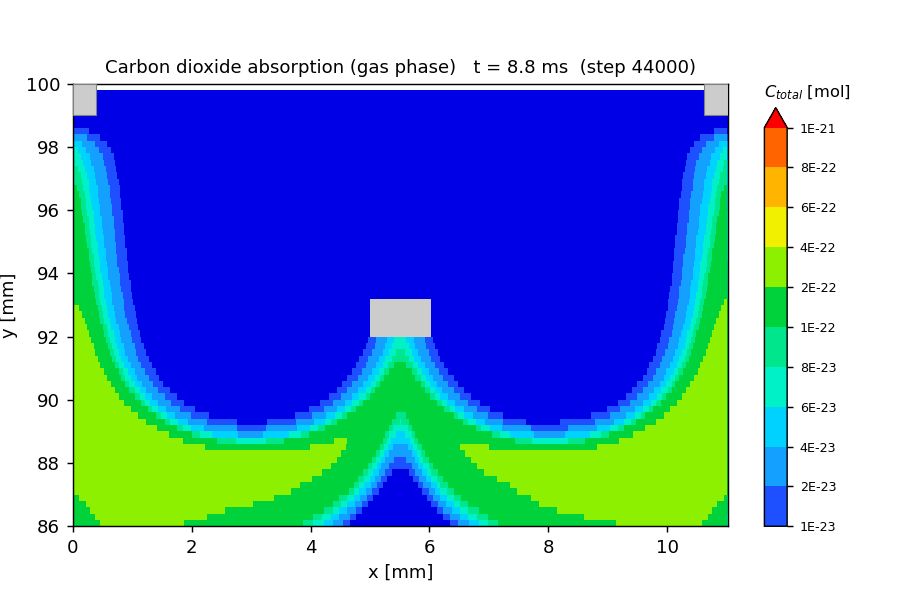 Carbon dioxide absorption (gas phase)   t = 8.8 ms  (step 44000)
C_total [mol]
1E-21
8E-22
6E-22
4E-22
2E-22
1E-22
8E-23
6E-23
4E-23
2E-23
1E-23
y [mm]
100
98
96
94
92
90
88
86
0 2 4 6 8 10
x [mm]